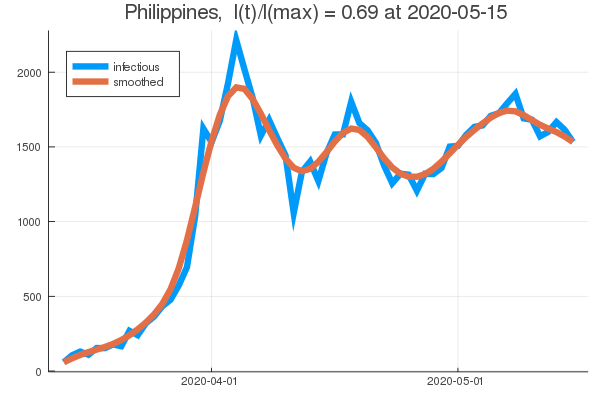 Philippines, I(t)/I(max) = 0.69 at 2020-05-15
infectious
smoothed
2000
1500
1000
500
0
2020-04-01
2020-05-01